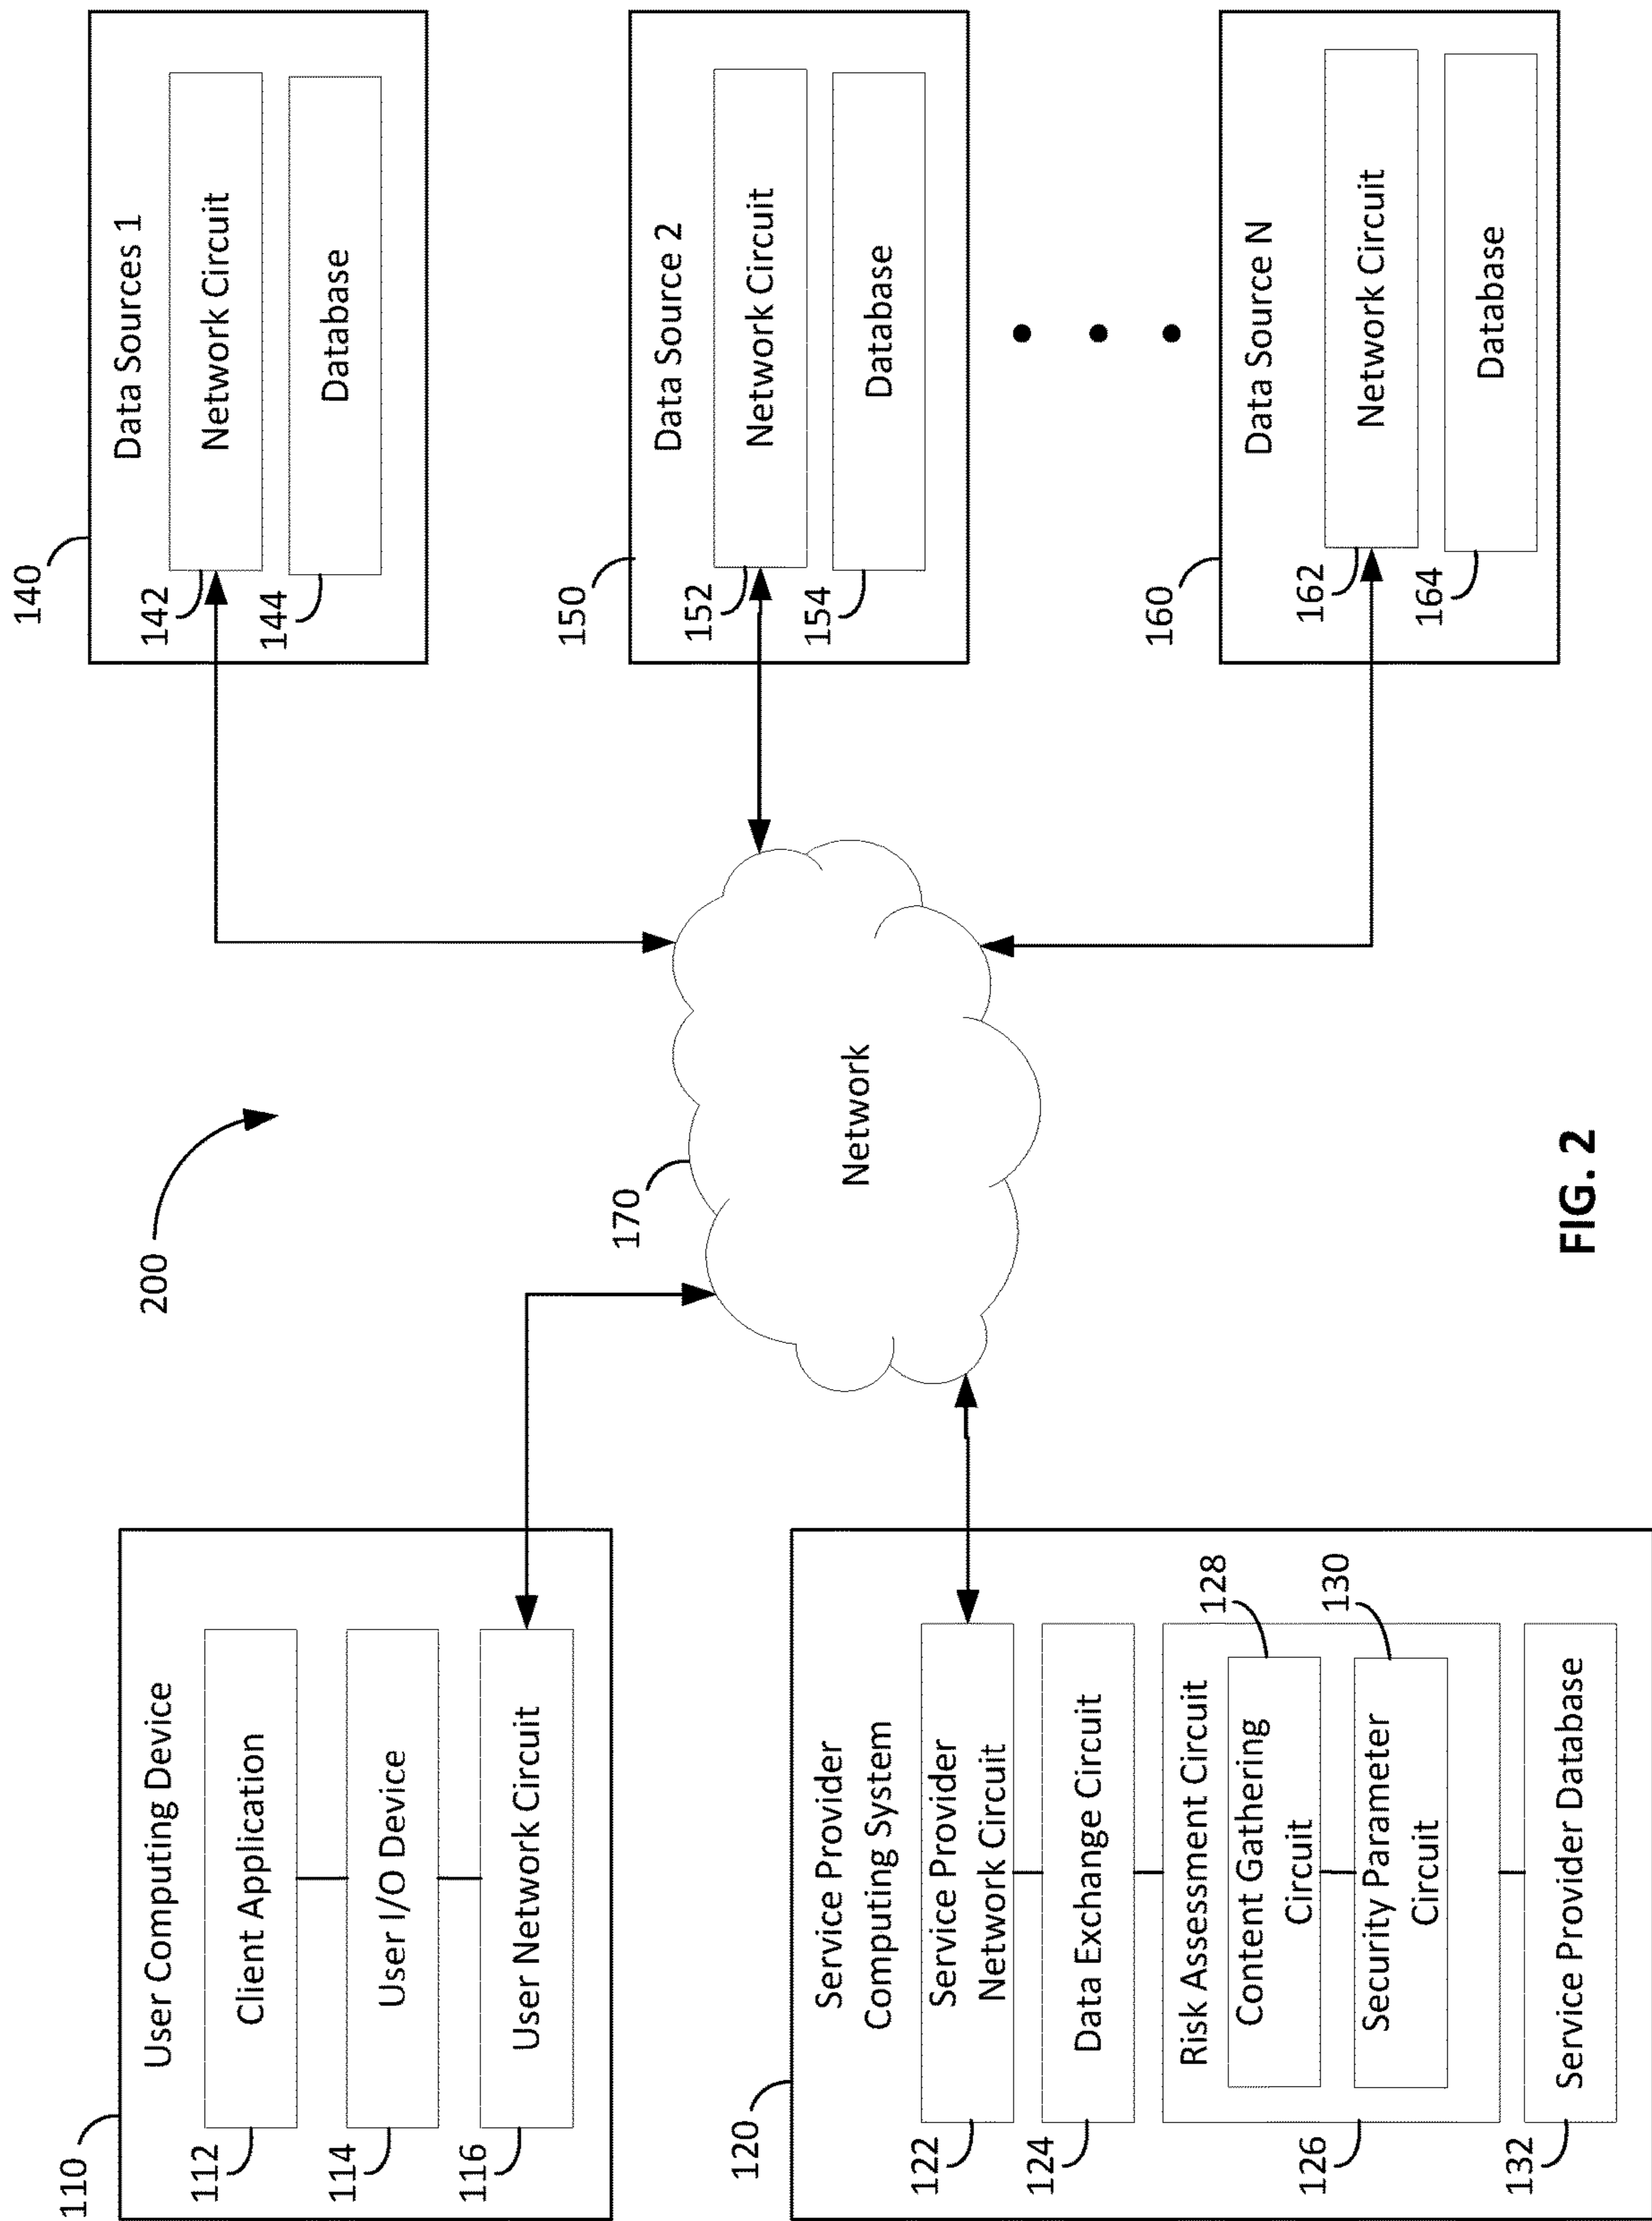 200
110
User Computing Device
112
Client Application
114
User I/O Device
116
User Network Circuit
120
Service Provider
Computing System
122
Service Provider
Network Circuit
124
Data Exchange Circuit
126
Risk Assessment Circuit
128
Content Gathering
Circuit
130
Security Parameter
Circuit
132
Service Provider Database
170
Network
140
Data Sources 1
142
Network Circuit
144
Database
150
Data Source 2
152
Network Circuit
154
Database
160
Data Source N
162
Network Circuit
164
Database
FIG. 2